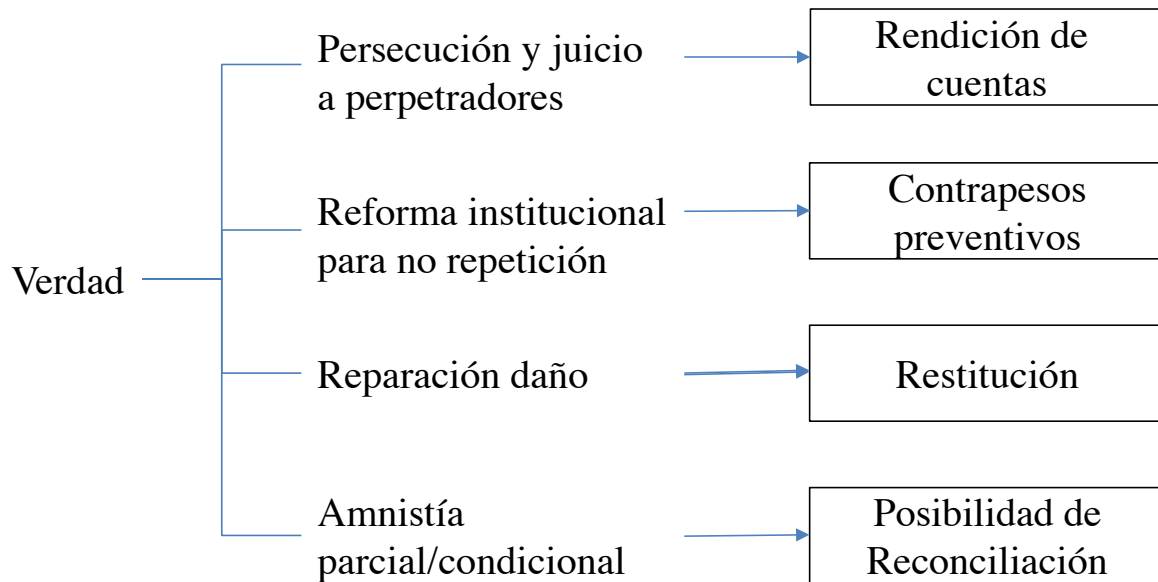 Persecución y juicio
a perpetradores
Rendición de
cuentas
Reforma institucional
para no repetición
Contrapesos
preventivos
Verdad
Reparación daño
Restitución
Amnistía
parcial/condicional
Posibilidad de
Reconciliación